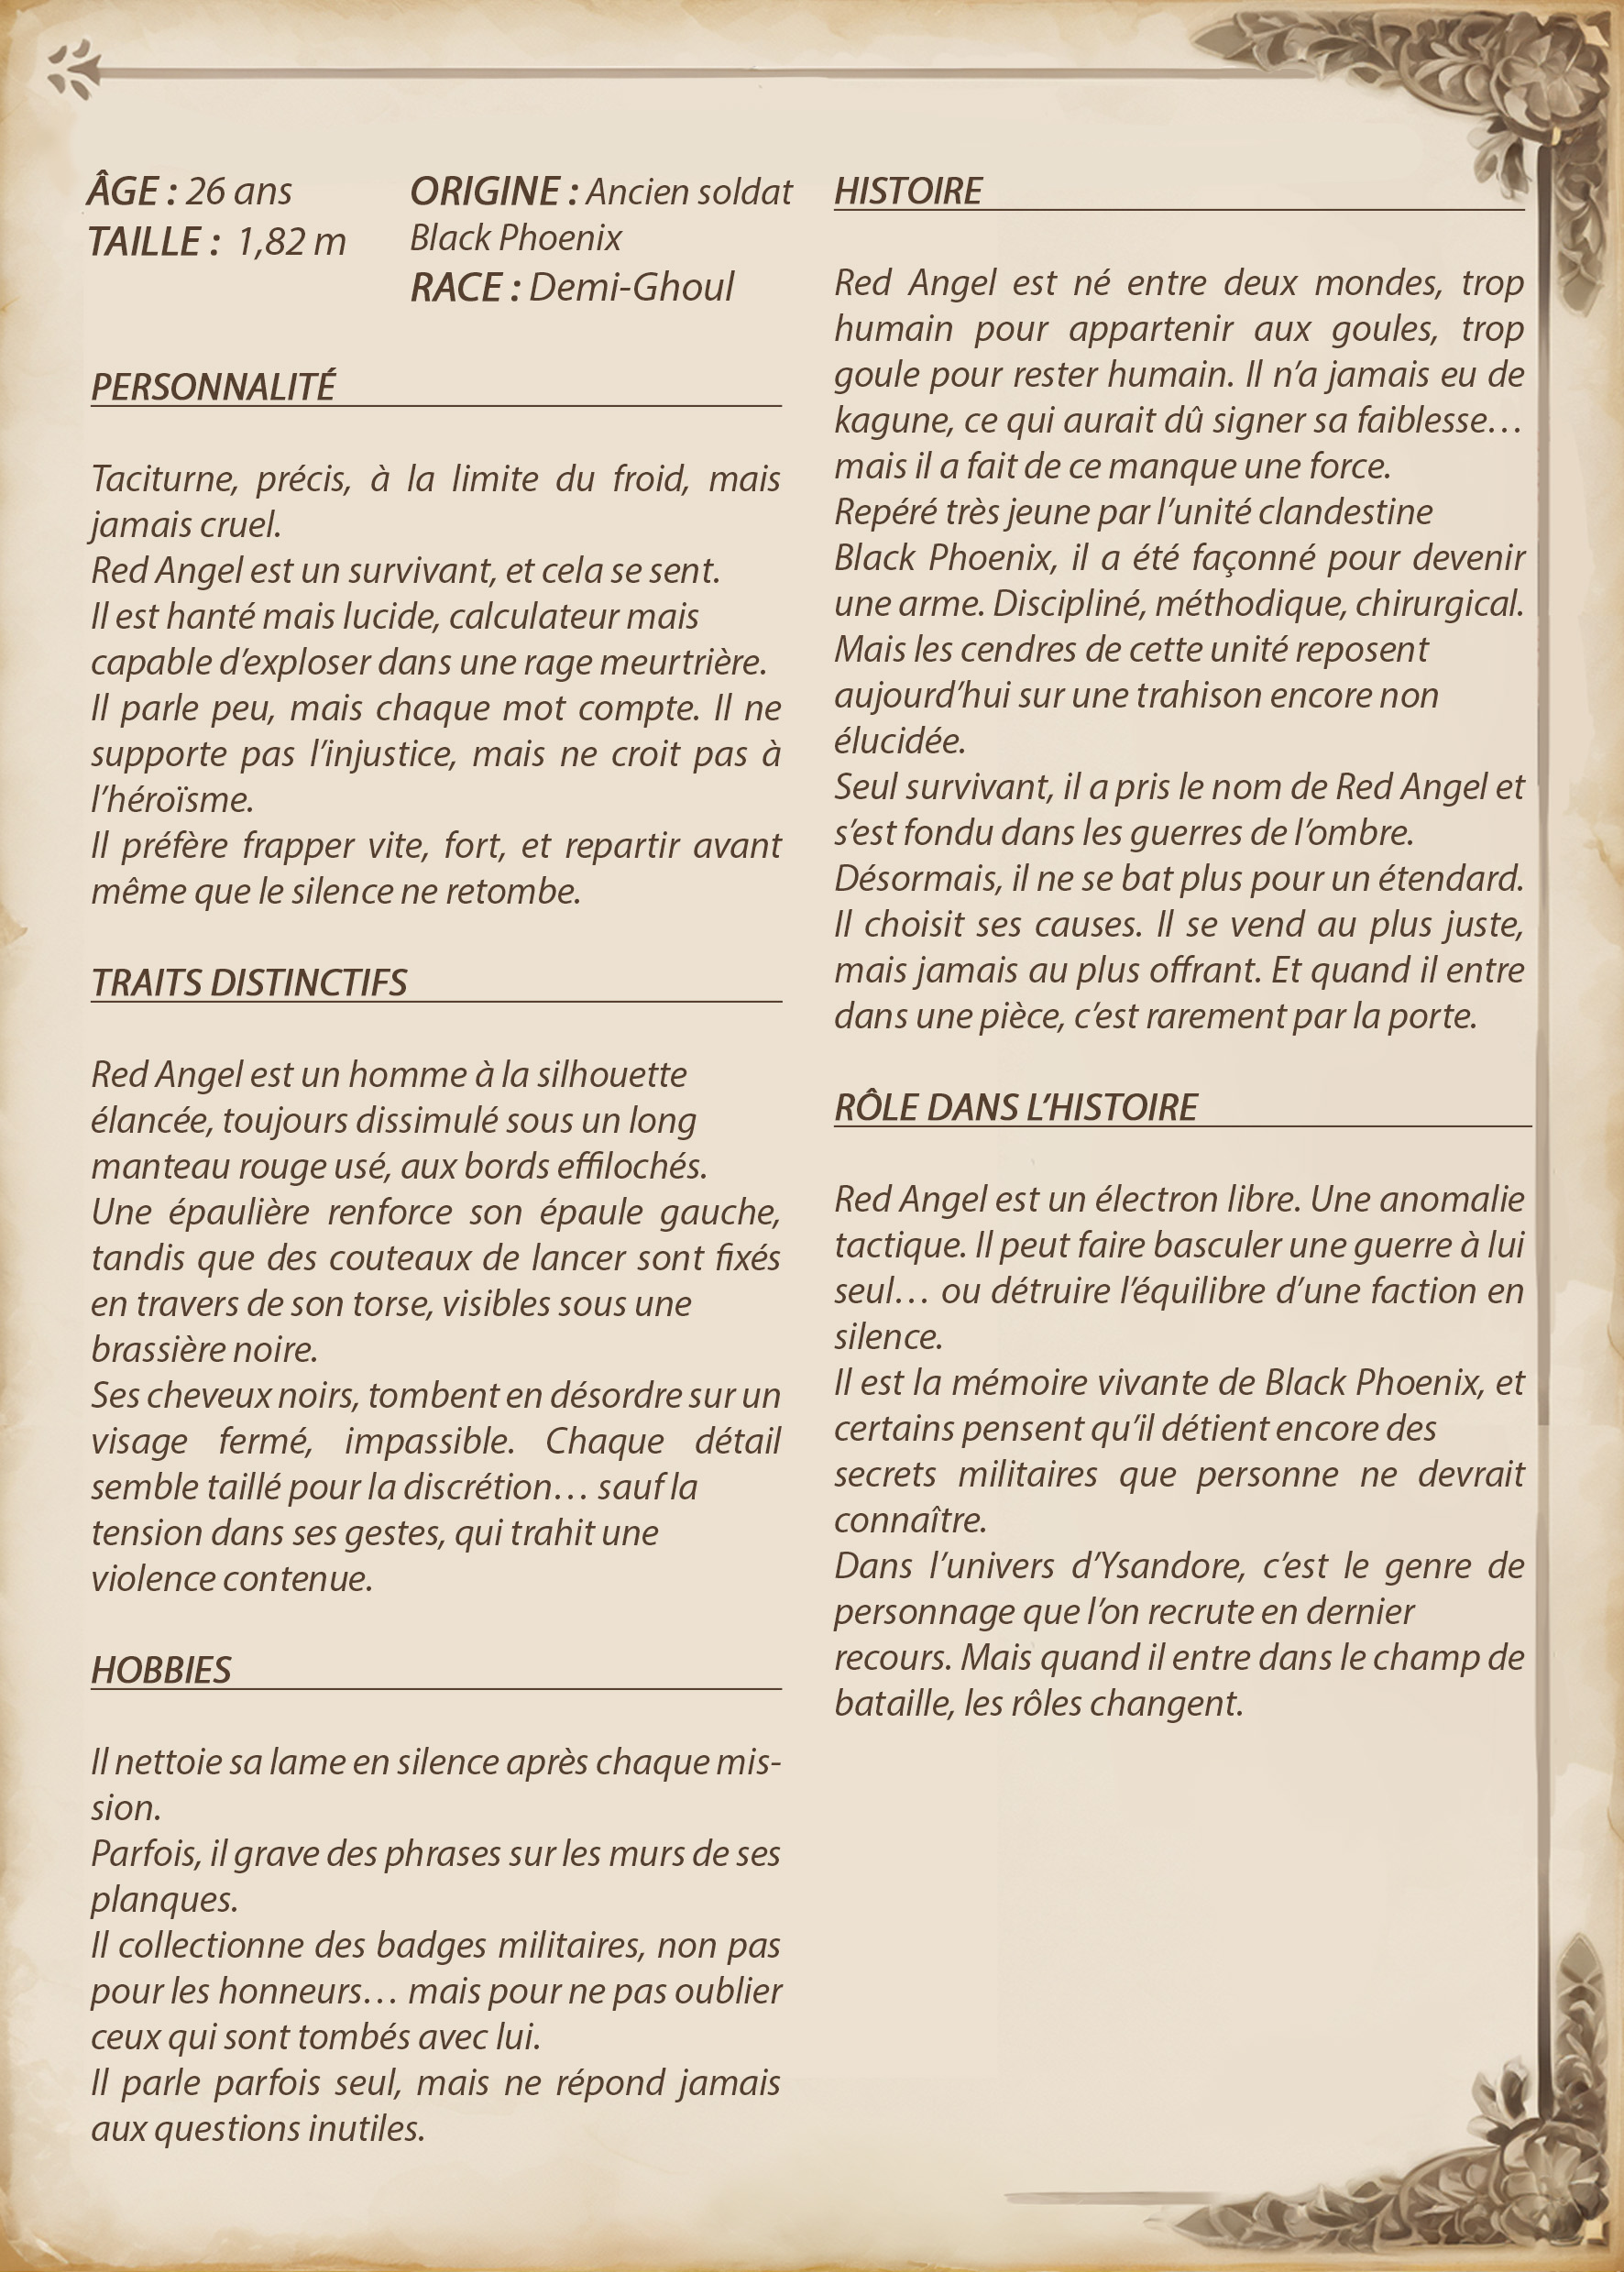 ÂGE : 26 ans
TAILLE : 1,82 m
ORIGINE : Ancien soldat
Black Phoenix
RACE : Demi-Ghoul
PERSONNALITÉ
Taciturne, précis, à la limite du froid, mais
jamais cruel.
Red Angel est un survivant, et cela se sent.
Il est hanté mais lucide, calculateur mais
capable d’exploser dans une rage meurtrière.
Il parle peu, mais chaque mot compte. Il ne
supporte pas l’injustice, mais ne croit pas à
l’héroïsme.
Il préfère frapper vite, fort, et repartir avant
même que le silence ne retombe.
TRAITS DISTINCTIFS
Red Angel est un homme à la silhouette
élancée, toujours dissimulé sous un long
manteau rouge usé, aux bords effilochés.
Une épaulière renforce son épaule gauche,
tandis que des couteaux de lancer sont fixés
en travers de son torse, visibles sous une
brassière noire.
Ses cheveux noirs, tombent en désordre sur un
visage fermé, impassible. Chaque détail
semble taillé pour la discrétion… sauf la
tension dans ses gestes, qui trahit une
violence contenue.
HOBBIES
Il nettoie sa lame en silence après chaque mis-
sion.
Parfois, il grave des phrases sur les murs de ses
planques.
Il collectionne des badges militaires, non pas
pour les honneurs… mais pour ne pas oublier
ceux qui sont tombés avec lui.
Il parle parfois seul, mais ne répond jamais
aux questions inutiles.
HISTOIRE
Red Angel est né entre deux mondes, trop
humain pour appartenir aux goules, trop
goule pour rester humain. Il n’a jamais eu de
kagune, ce qui aurait dû signer sa faiblesse…
mais il a fait de ce manque une force.
Repéré très jeune par l’unité clandestine
Black Phoenix, il a été façonné pour devenir
une arme. Discipliné, méthodique, chirurgical.
Mais les cendres de cette unité reposent
aujourd’hui sur une trahison encore non
élucidée.
Seul survivant, il a pris le nom de Red Angel et
s’est fondu dans les guerres de l’ombre.
Désormais, il ne se bat plus pour un étendard.
Il choisit ses causes. Il se vend au plus juste,
mais jamais au plus offrant. Et quand il entre
dans une pièce, c’est rarement par la porte.
RÔLE DANS L’HISTOIRE
Red Angel est un électron libre. Une anomalie
tactique. Il peut faire basculer une guerre à lui
seul… ou détruire l’équilibre d’une faction en
silence.
Il est la mémoire vivante de Black Phoenix, et
certains pensent qu’il détient encore des
secrets militaires que personne ne devrait
connaître.
Dans l’univers d’Ysandore, c’est le genre de
personnage que l’on recrute en dernier
recours. Mais quand il entre dans le champ de
bataille, les rôles changent.